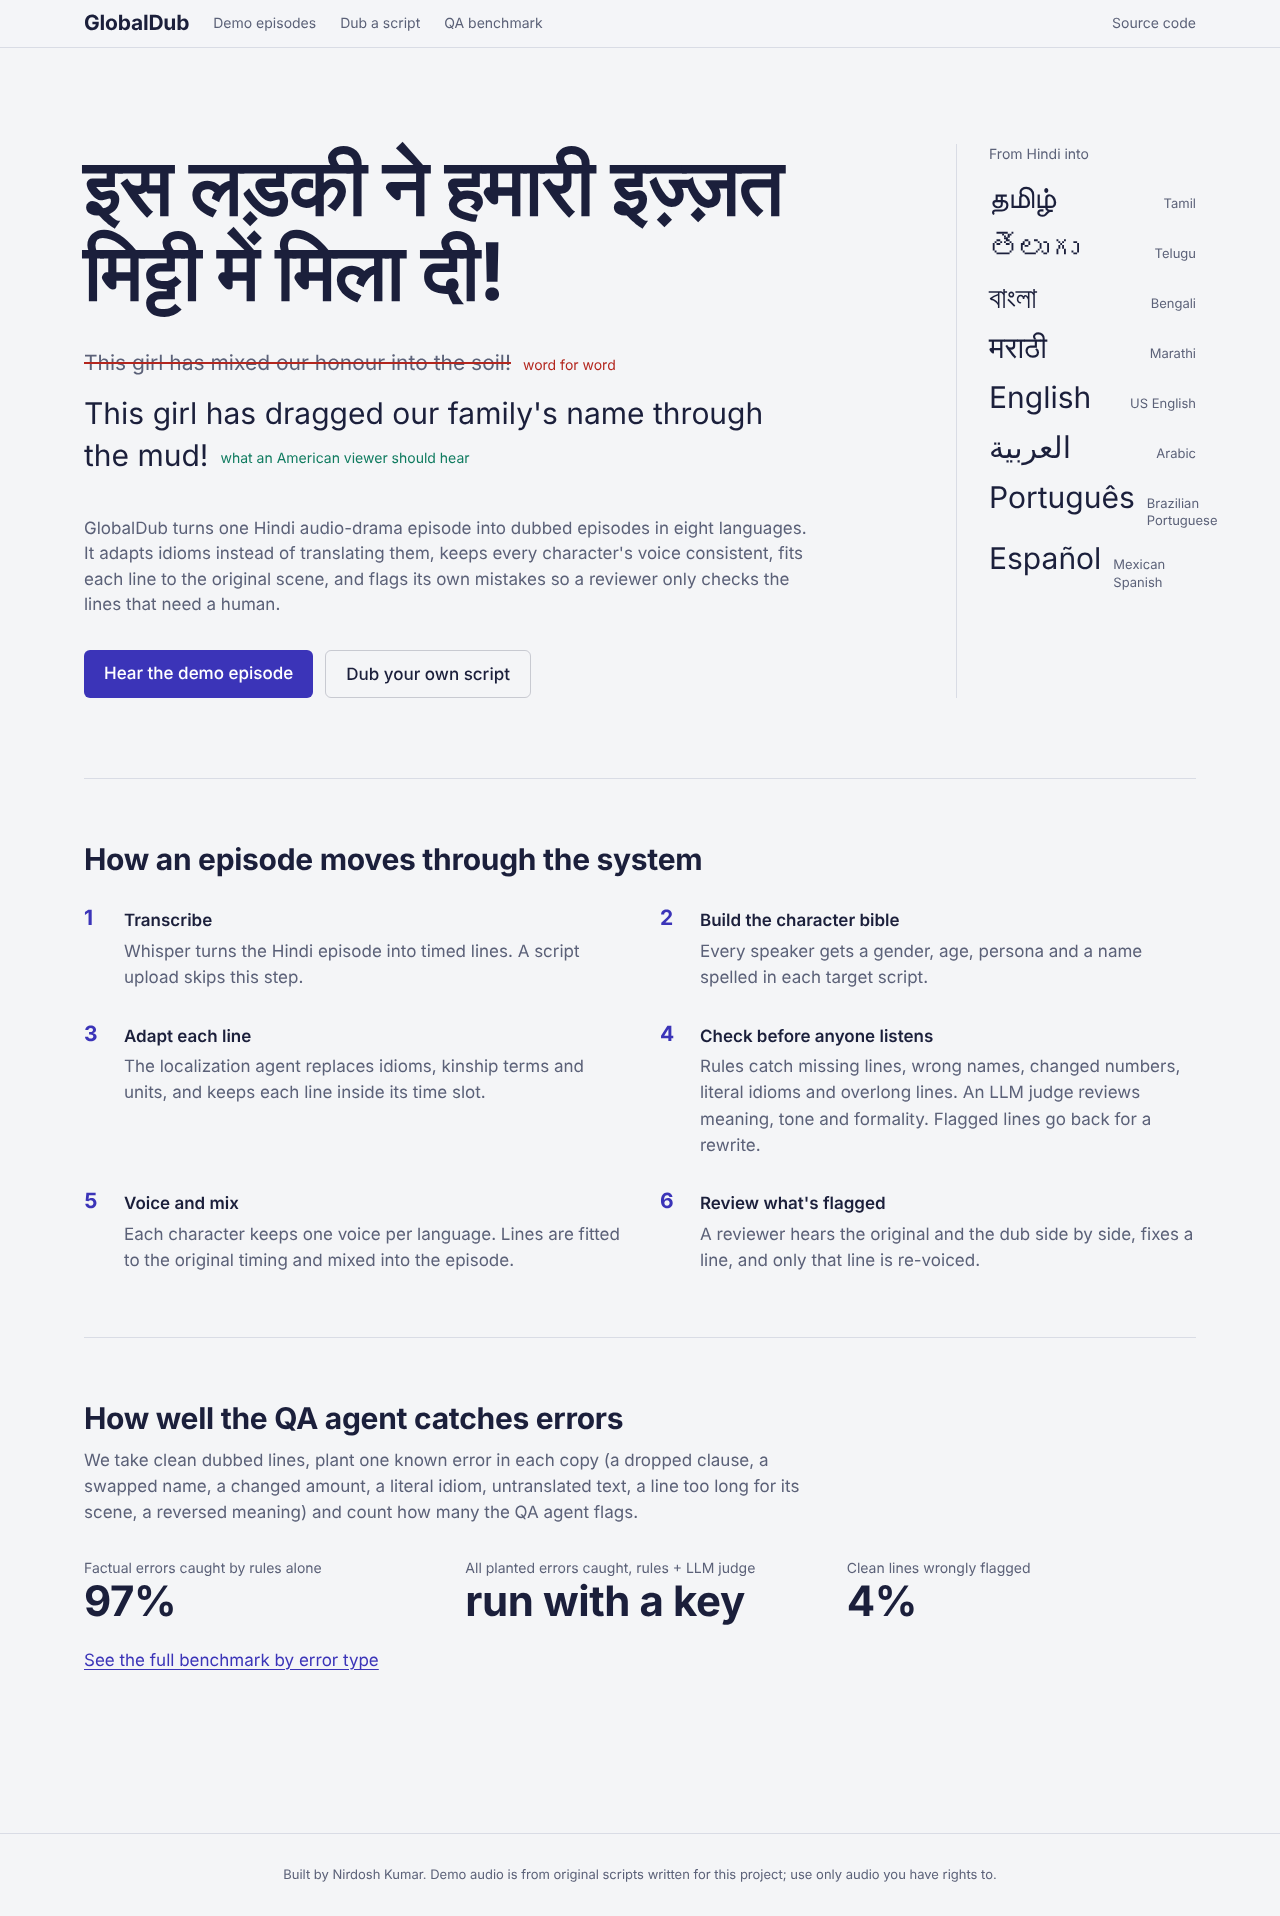 GlobalDub Demo episodes Dub a script QA benchmark Source code
इस लड़की ने हमारी इज़्ज़त
मिट्टी में मिला दी!
This girl has mixed our honour into the soil! word for word
This girl has dragged our family's name through
the mud! what an American viewer should hear
GlobalDub turns one Hindi audio-drama episode into dubbed episodes in eight languages.
It adapts idioms instead of translating them, keeps every character's voice consistent, fits
each line to the original scene, and flags its own mistakes so a reviewer only checks the
lines that need a human.
Hear the demo episode Dub your own script
From Hindi into
தமிழ் Tamil
తెలుగు Telugu
বাংলা Bengali
मराठी Marathi
English US English
العربية Arabic
Português Brazilian
Portuguese
Español Mexican
Spanish
How an episode moves through the system
1 Transcribe
Whisper turns the Hindi episode into timed lines. A script
upload skips this step.
2 Build the character bible
Every speaker gets a gender, age, persona and a name
spelled in each target script.
3 Adapt each line
The localization agent replaces idioms, kinship terms and
units, and keeps each line inside its time slot.
4 Check before anyone listens
Rules catch missing lines, wrong names, changed numbers,
literal idioms and overlong lines. An LLM judge reviews
meaning, tone and formality. Flagged lines go back for a
rewrite.
5 Voice and mix
Each character keeps one voice per language. Lines are fitted
to the original timing and mixed into the episode.
6 Review what's flagged
A reviewer hears the original and the dub side by side, fixes a
line, and only that line is re-voiced.
How well the QA agent catches errors
We take clean dubbed lines, plant one known error in each copy (a dropped clause, a
swapped name, a changed amount, a literal idiom, untranslated text, a line too long for its
scene, a reversed meaning) and count how many the QA agent flags.
Factual errors caught by rules alone
97%
All planted errors caught, rules + LLM judge
run with a key
Clean lines wrongly flagged
4%
See the full benchmark by error type
Built by Nirdosh Kumar. Demo audio is from original scripts written for this project; use only audio you have rights to.